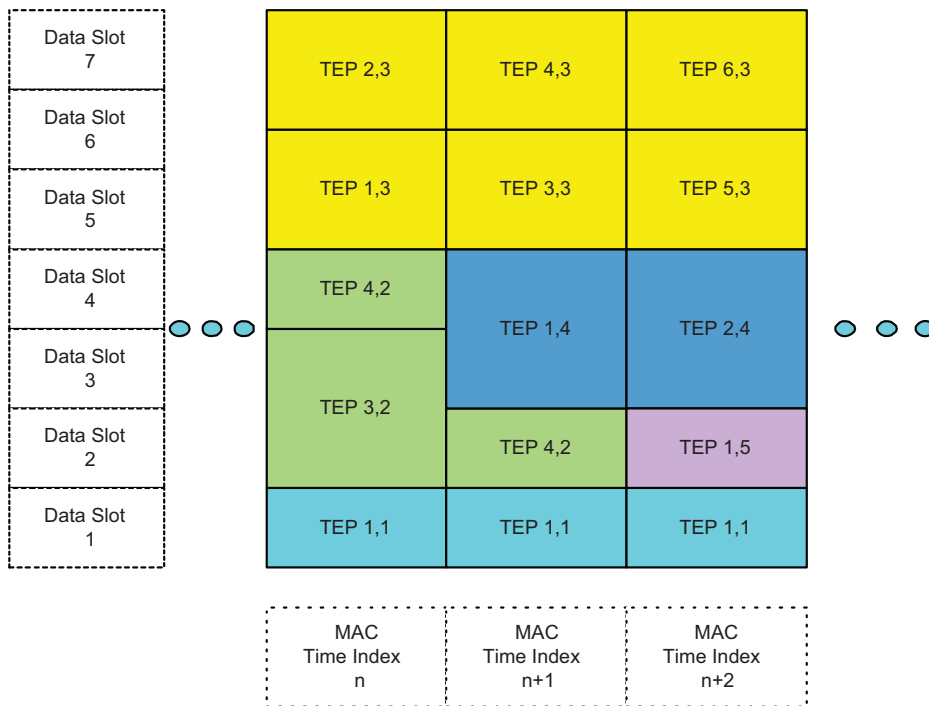 Data Slot
7
Data Slot
6
Data Slot
5
Data Slot
4
Data Slot
3
Data Slot
2
Data Slot
1
TEP 2,3
TEP 4,3
TEP 6,3
TEP 1,3
TEP 3,3
TEP 5,3
TEP 4,2
TEP 1,4
TEP 2,4
TEP 3,2
TEP 4,2
TEP 1,5
TEP 1,1
TEP 1,1
TEP 1,1
MAC
Time Index
n
MAC
Time Index
n+1
MAC
Time Index
n+2